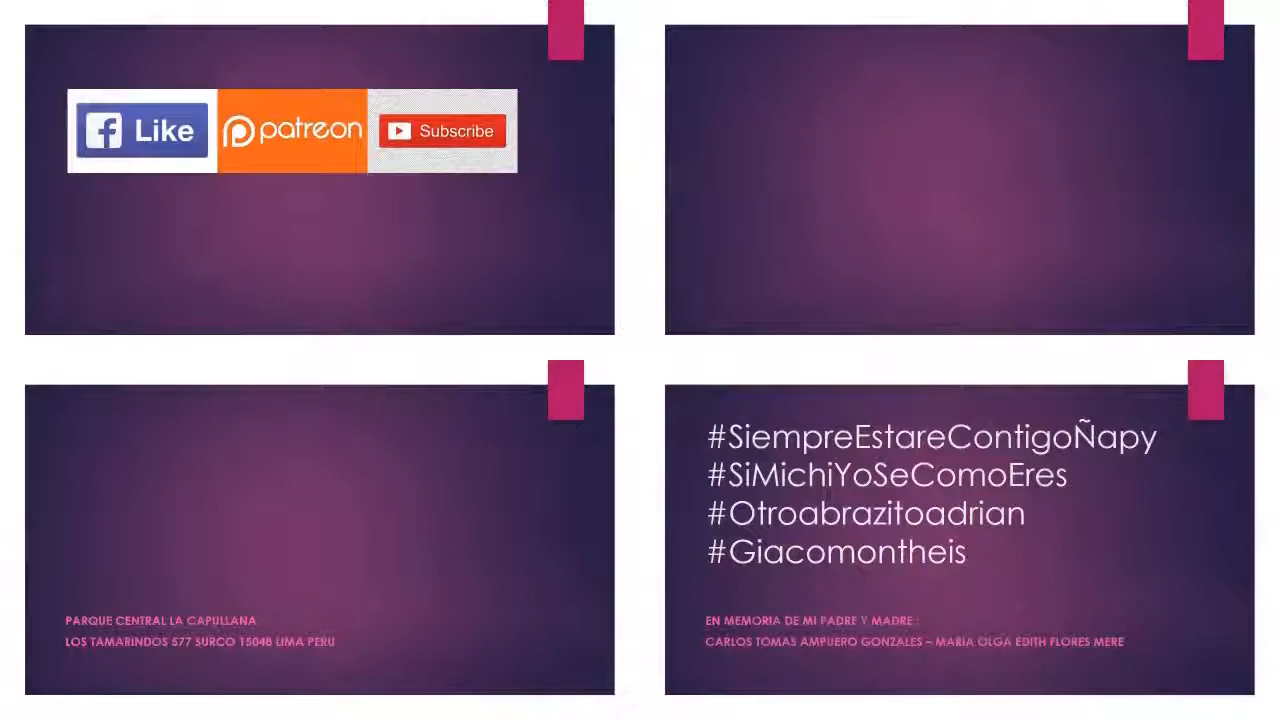 Like
patreon
Subscribe
PARQUE CENTRAL LA CAPULLANA
LOS TAMARINDOS 577 SURCO 15048 LIMA PERU
#SiempreEstareContigoÑapy
#SiMichiYoSeComoEres
#Otroabrazitoadrian
#Giacomontheis
EN MEMORIA DE MI PADRE Y MADRE :
CARLOS TOMAS AMPUERO GONZALES – MARIA OLGA EDITH FLORES MERE